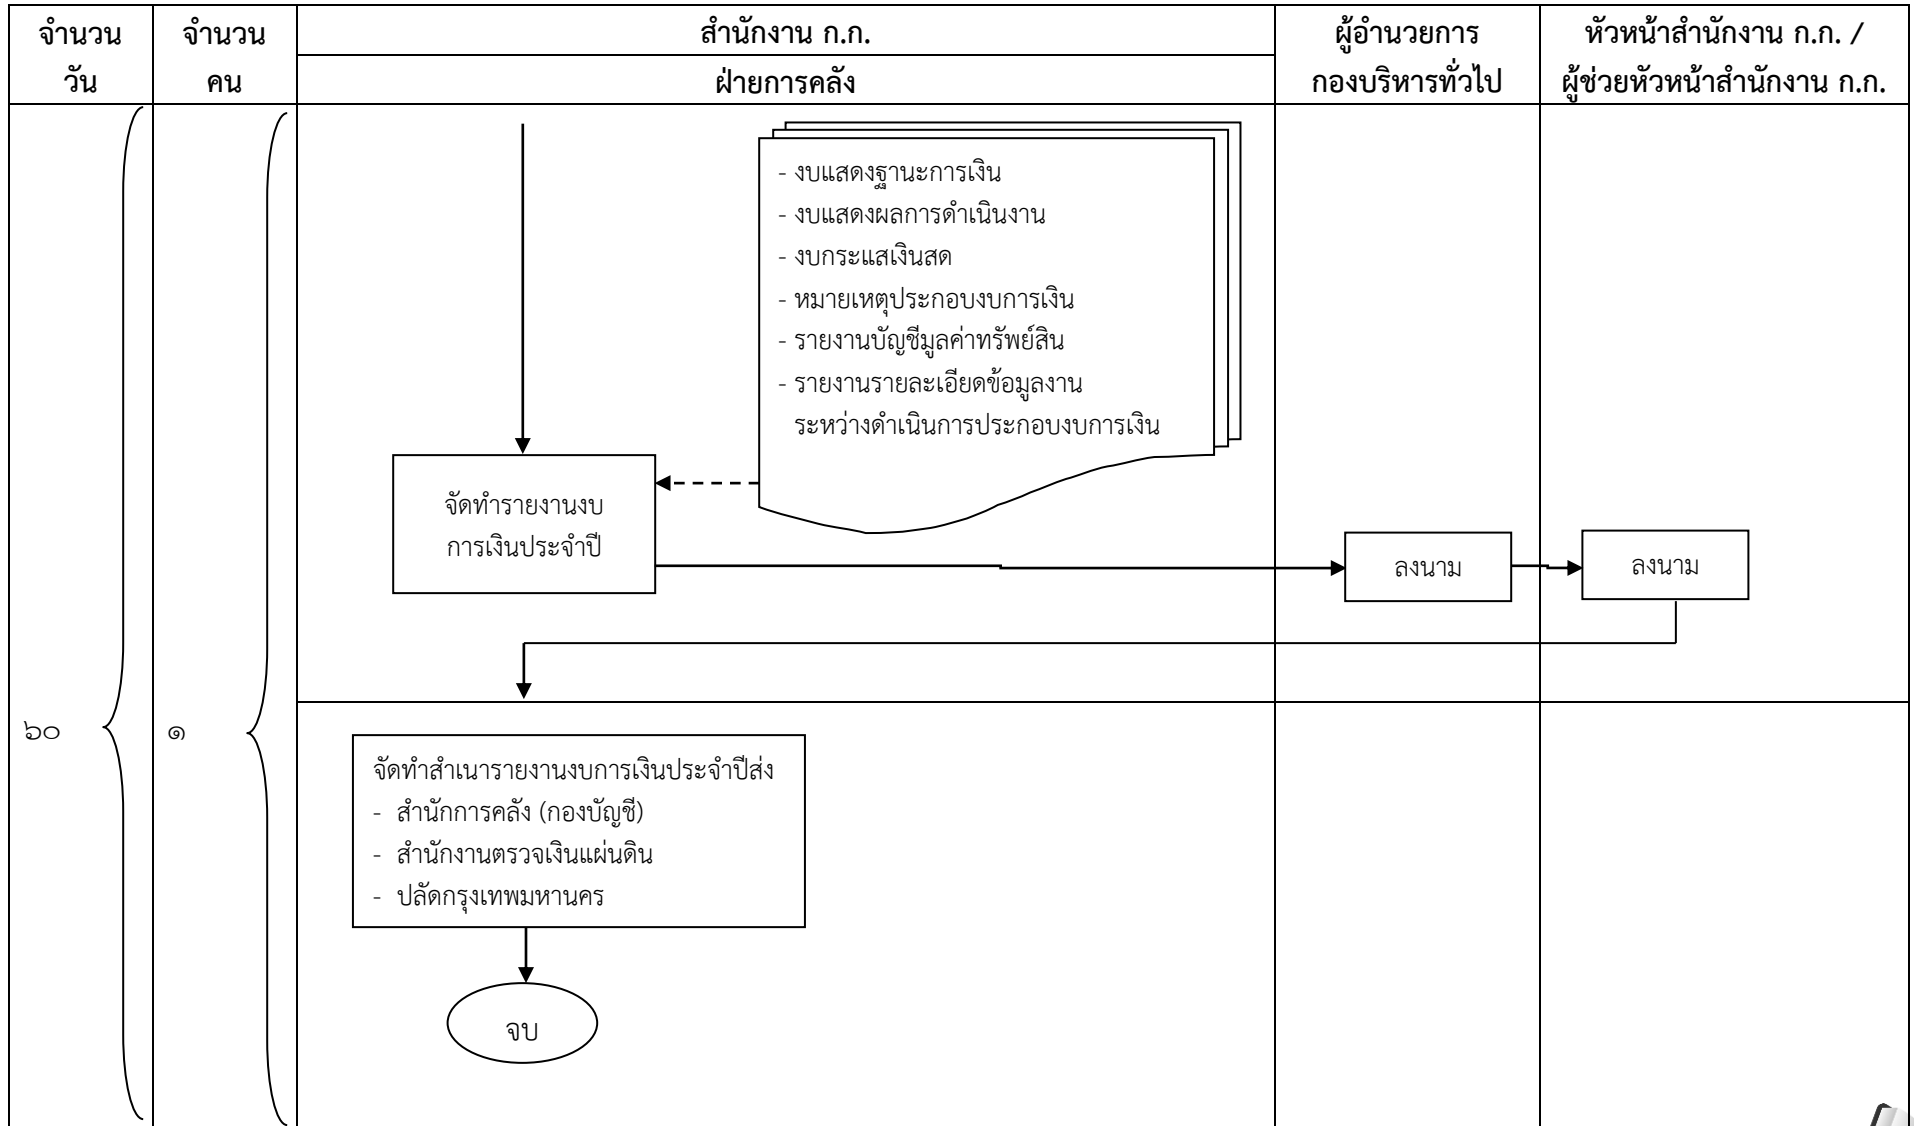 จำนวน
วัน
จำนวน
คน
สำนักงาน ก.ก.
ฝ่ายการคลัง
ผู้อำนวยการ
กองบริหารทั่วไป
หัวหน้าสำนักงาน ก.ก. /
ผู้ช่วยหัวหน้าสำนักงาน ก.ก.
- งบแสดงฐานะการเงิน
- งบแสดงผลการดำเนินงาน
- งบกระแสเงินสด
- หมายเหตุประกอบงบการเงิน
- รายงานบัญชีมูลค่าทรัพย์สิน
- รายงานรายละเอียดข้อมูลงาน
ระหว่างดำเนินการประกอบงบการเงิน
จัดทำรายงานงบ
การเงินประจำปี
ลงนาม
ลงนาม
๖๐
๑
จัดทำสำเนารายงานงบการเงินประจำปีส่ง
- สำนักการคลัง (กองบัญชี)
- สำนักงานตรวจเงินแผ่นดิน
- ปลัดกรุงเทพมหานคร
จบ